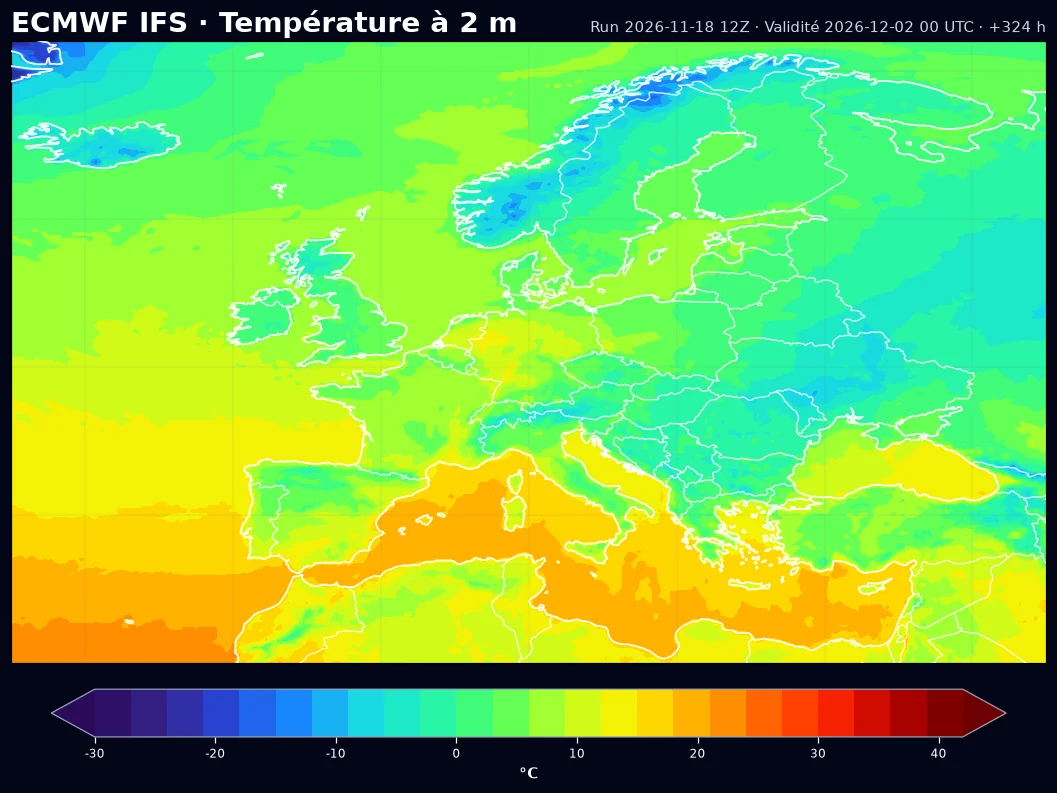 ECMWF IFS · Température à 2 m
Run 2026-11-18 12Z · Validité 2026-12-02 00 UTC · +324 h
-30 -20 -10 0 10 20 30 40
°C